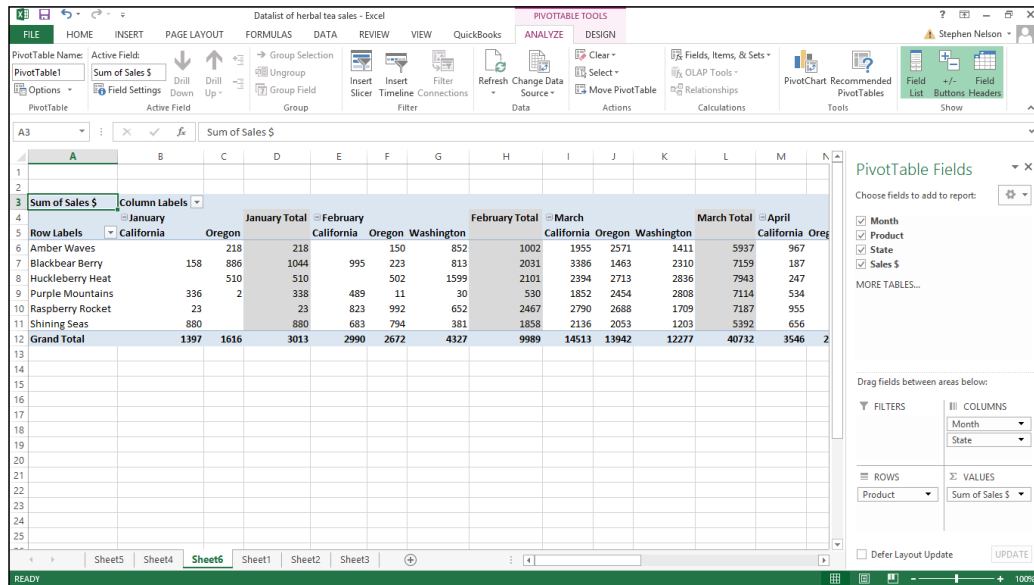 Datalist of herbal tea sales - Excel
PIVOTTABLE TOOLS
?
FILE HOME INSERT PAGE LAYOUT FORMULAS DATA REVIEW VIEW QuickBooks ANALYZE DESIGN
Stephen Nelson
PivotTable Name: Active Field:
PivotTable1 Sum of Sales $
Options Field Settings
Drill Down
Drill Up
Group Selection
Ungroup
Group Field
Insert Slicer
Insert Timeline
Filter Connections
Refresh
Change Data Source
Clear
Select
Move PivotTable
Fields, Items, & Sets
OLAP Tools
Relationships
PivotChart
Recommended PivotTables
Field List
+/- Buttons
Field Headers
PivotTable Active Field Group Filter Data Actions Calculations Tools Show
A3 fx Sum of Sales $
A B C D E F G H I J K L M N
1
2
3 Sum of Sales $ Column Labels
4 January January Total February February Total March March Total April
5 Row Labels California Oregon California Oregon Washington California Oregon Washington California Oreg
6 Amber Waves 218 218 150 852 1002 1955 2571 1411 5937 967
7 Blackbear Berry 158 886 1044 995 223 813 2031 3386 1463 2310 7159 187
8 Huckleberry Heat 510 510 502 1599 2101 2394 2713 2836 7943 247
9 Purple Mountains 336 2 338 489 11 30 530 1852 2454 2808 7114 534
10 Raspberry Rocket 23 23 823 992 652 2467 2790 2688 1709 7187 955
11 Shining Seas 880 880 683 794 381 1858 2136 2053 1203 5392 656
12 Grand Total 1397 1616 3013 2990 2672 4327 9989 14513 13942 12277 40732 3546 2
13
14
15
16
17
18
19
20
21
22
23
24
25
PivotTable Fields
Choose fields to add to report:
Month
Product
State
Sales $
MORE TABLES...
Drag fields between areas below:
FILTERS COLUMNS
Month
State
ROWS Σ VALUES
Product Sum of Sales $
Defer Layout Update UPDATE
Sheet5 Sheet4 Sheet6 Sheet1 Sheet2 Sheet3
READY 100%